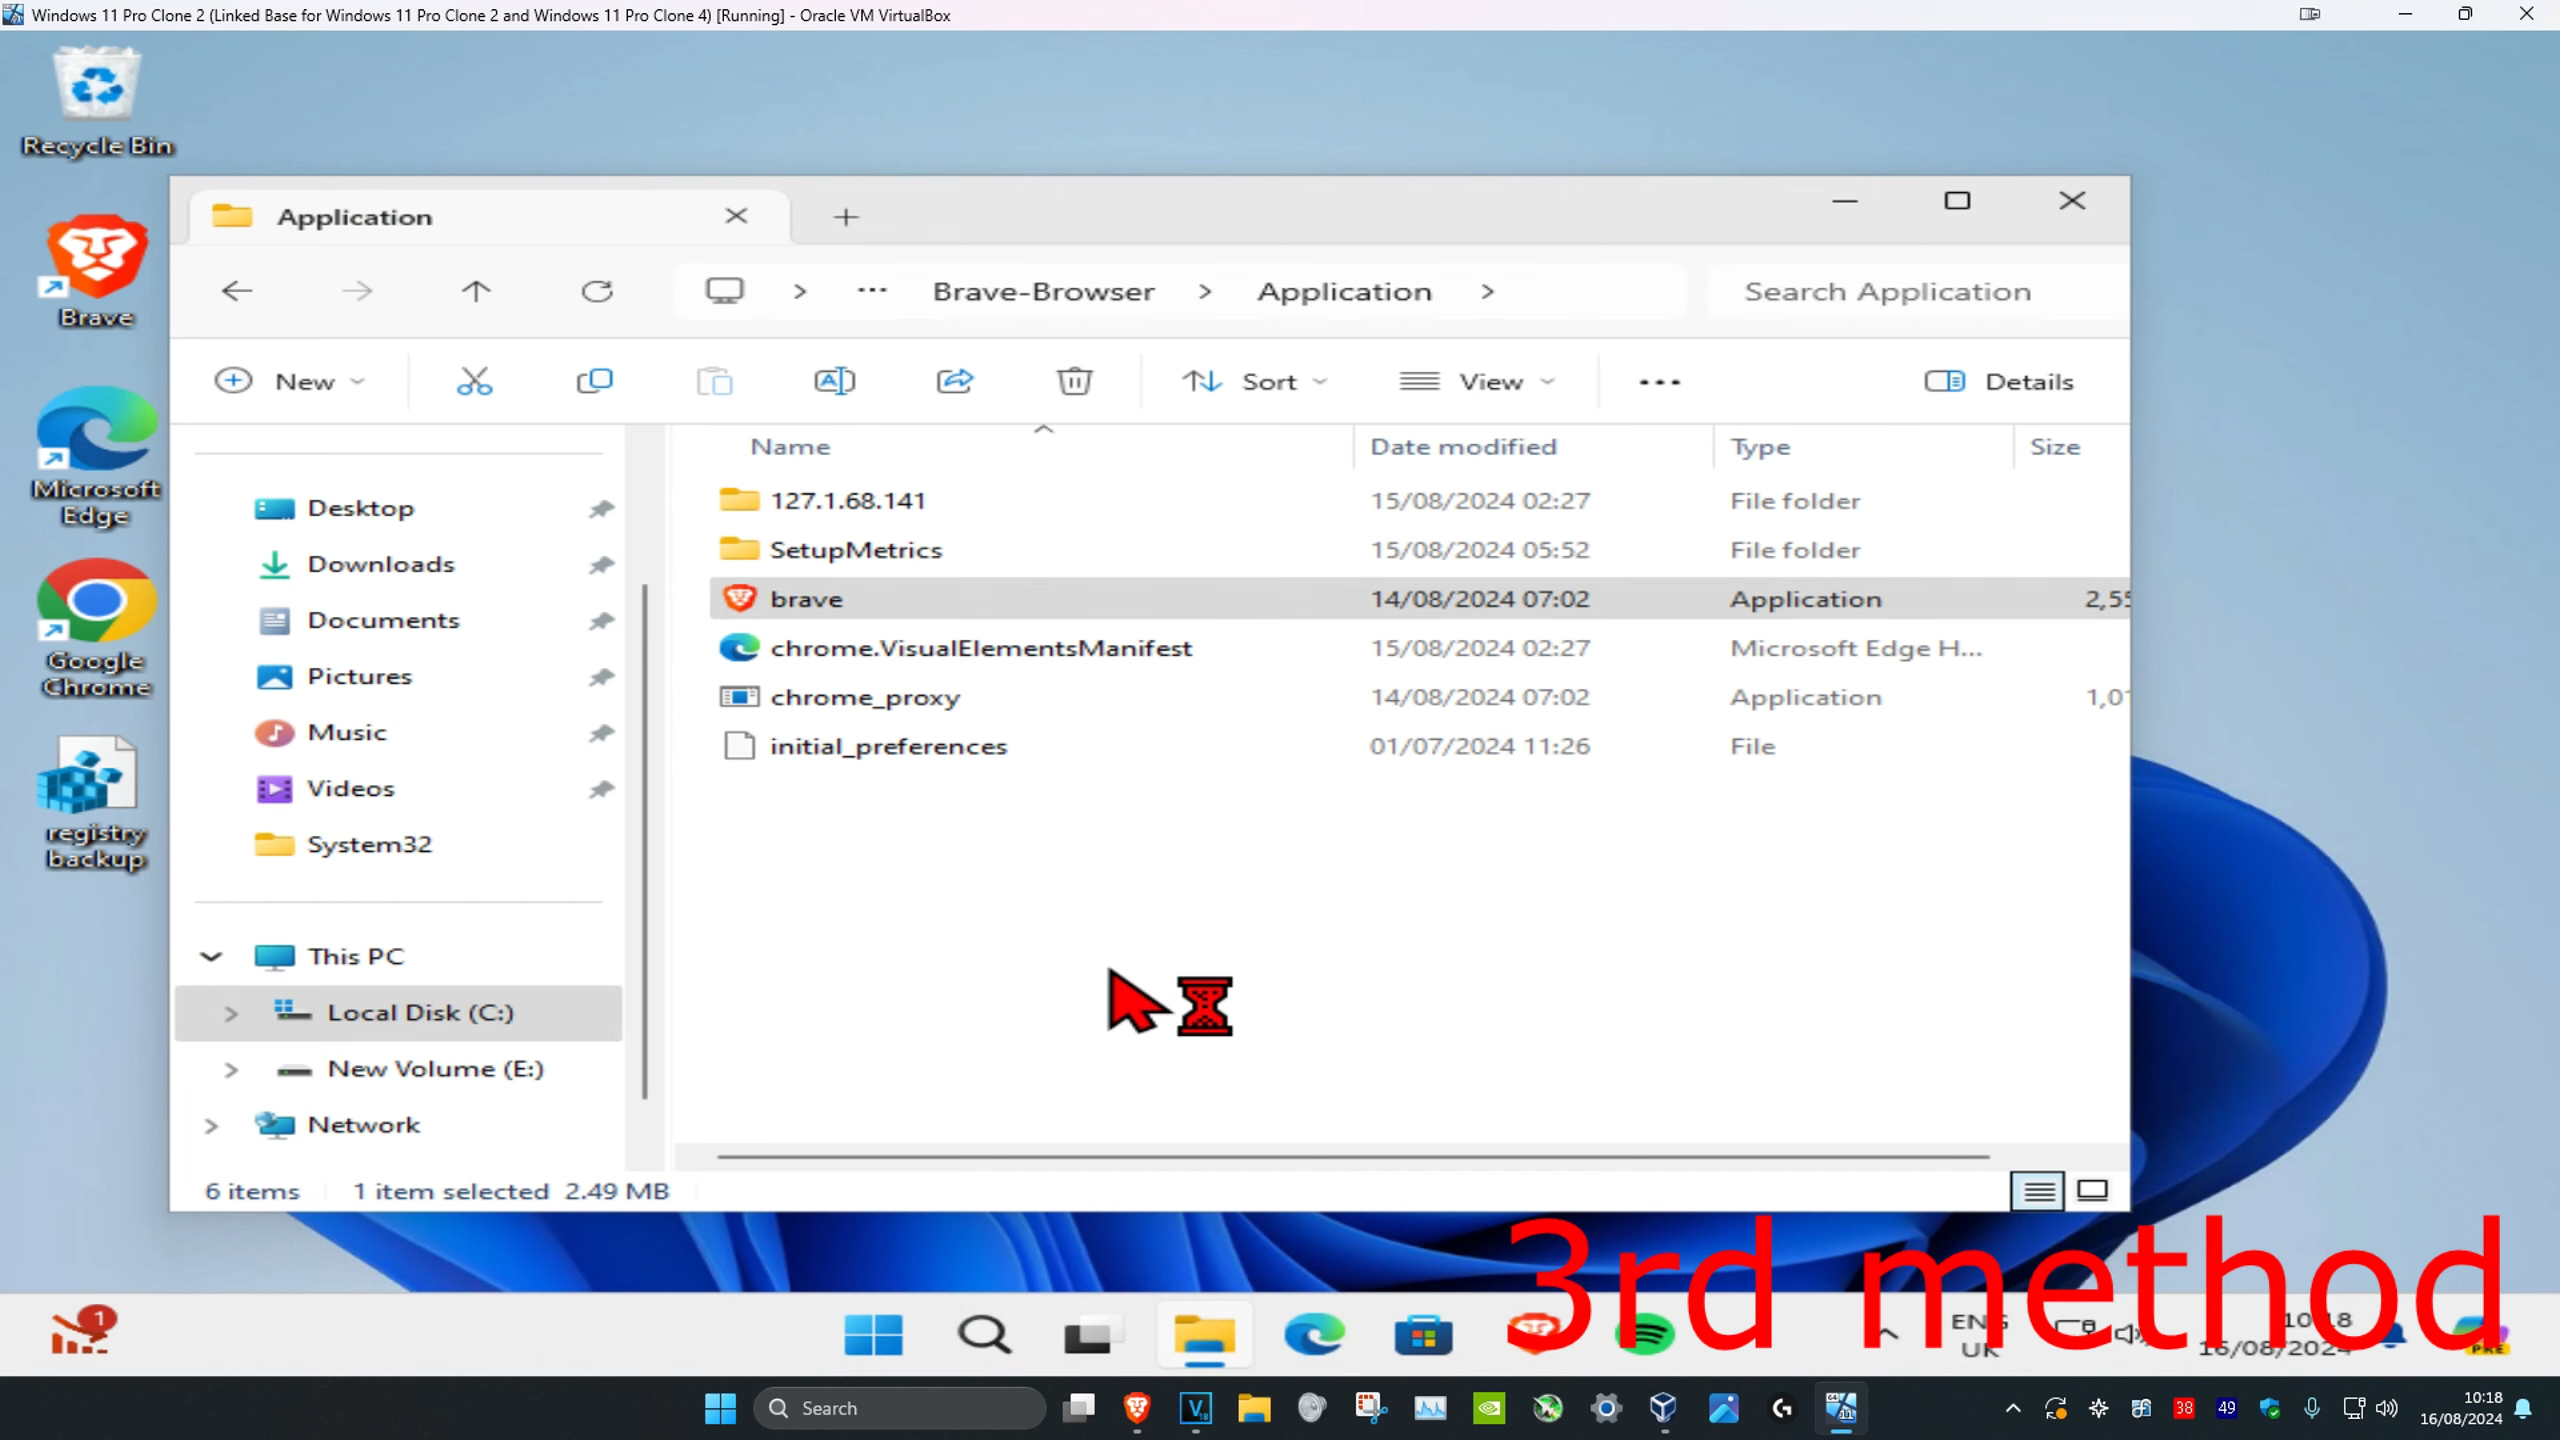 Windows 11 Pro Clone 2 (Linked Base for Windows 11 Pro Clone 2 and Windows 11 Pro Clone 4) [Running] - Oracle VM VirtualBox
Recycle Bin
Brave
Microsoft
Edge
Google
Chrome
registry
backup
Application
Brave-Browser > Application >
Search Application
New
Sort
View
Details
Name
Date modified
Type
Size
127.1.68.141 15/08/2024 02:27 File folder
SetupMetrics 15/08/2024 05:52 File folder
brave 14/08/2024 07:02 Application 2,55
chrome.VisualElementsManifest 15/08/2024 02:27 Microsoft Edge H...
chrome_proxy 14/08/2024 07:02 Application 1,01
initial_preferences 01/07/2024 11:26 File
Desktop
Downloads
Documents
Pictures
Music
Videos
System32
This PC
Local Disk (C:)
New Volume (E:)
Network
6 items 1 item selected 2.49 MB
3rd method
1
ENG
UK
10:18
16/08/2024
PRE
Search
38
49
10:18
16/08/2024